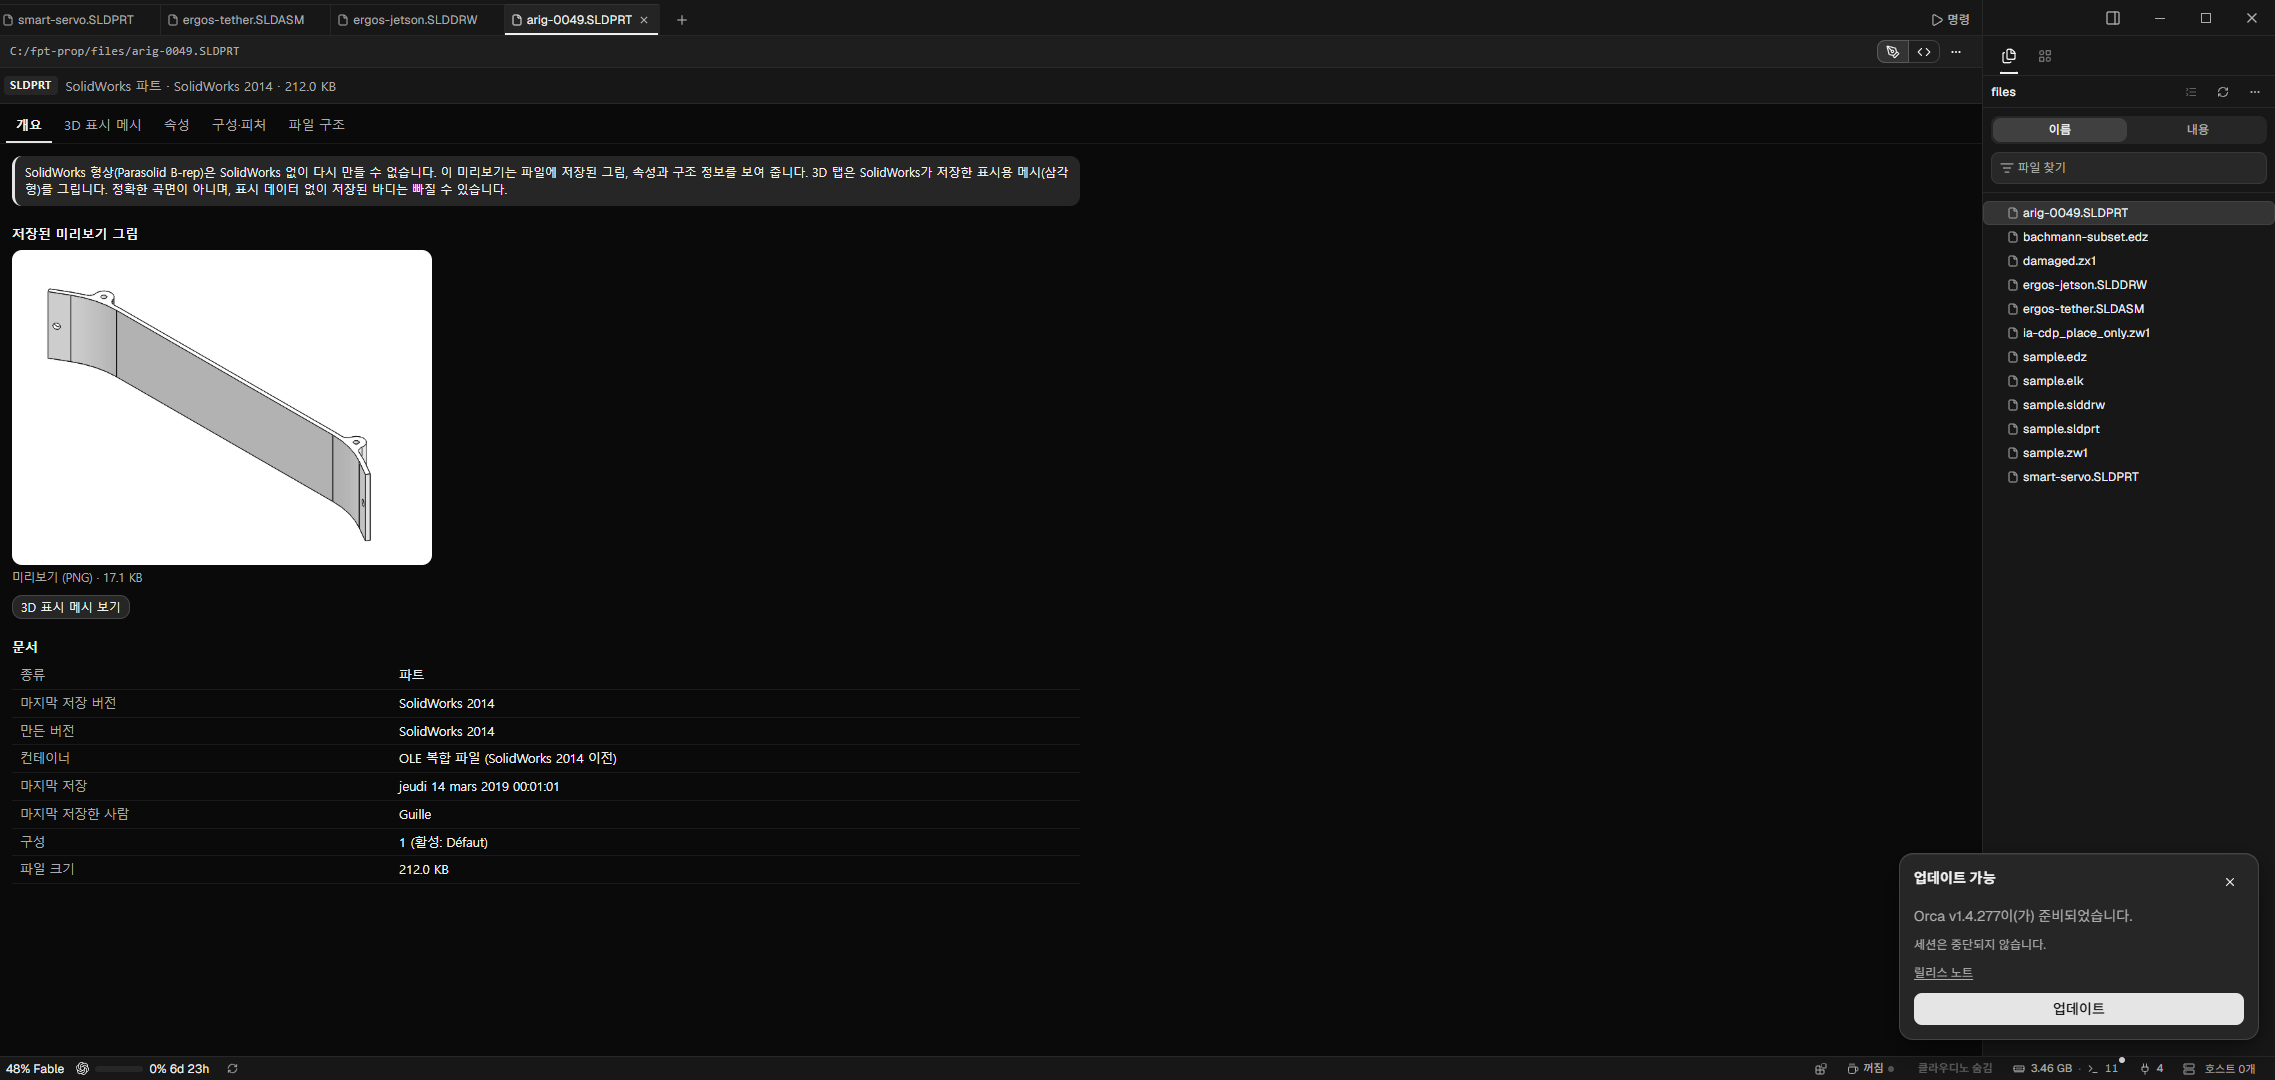 smart-servo.SLDPRT
ergos-tether.SLDASM
ergos-jetson.SLDDRW
arig-0049.SLDPRT
명령
C:/fpt-prop/files/arig-0049.SLDPRT
SLDPRT SolidWorks 파트 · SolidWorks 2014 · 212.0 KB
개요
3D 표시 메시
속성
구성·피처
파일 구조
SolidWorks 형상(Parasolid B-rep)은 SolidWorks 없이 다시 만들 수 없습니다. 이 미리보기는 파일에 저장된 그림, 속성과 구조 정보를 보여 줍니다. 3D 탭은 SolidWorks가 저장한 표시용 메시(삼각
형)를 그립니다. 정확한 곡면이 아니며, 표시 데이터 없이 저장된 바디는 빠질 수 있습니다.
저장된 미리보기 그림
미리보기 (PNG) · 17.1 KB
3D 표시 메시 보기
문서
종류 파트
마지막 저장 버전 SolidWorks 2014
만든 버전 SolidWorks 2014
컨테이너 OLE 복합 파일 (SolidWorks 2014 이전)
마지막 저장 jeudi 14 mars 2019 00:01:01
마지막 저장한 사람 Guille
구성 1 (활성: Défaut)
파일 크기 212.0 KB
files
이름
내용
파일 찾기
arig-0049.SLDPRT
bachmann-subset.edz
damaged.zx1
ergos-jetson.SLDDRW
ergos-tether.SLDASM
ia-cdp_place_only.zw1
sample.edz
sample.elk
sample.slddrw
sample.sldprt
sample.zw1
smart-servo.SLDPRT
업데이트 가능
Orca v1.4.277이(가) 준비되었습니다.
세션은 중단되지 않습니다.
릴리스 노트
업데이트
48% Fable
0% 6d 23h
꺼짐
클라우디노 숨김
3.46 GB · 11
4
호스트 0개